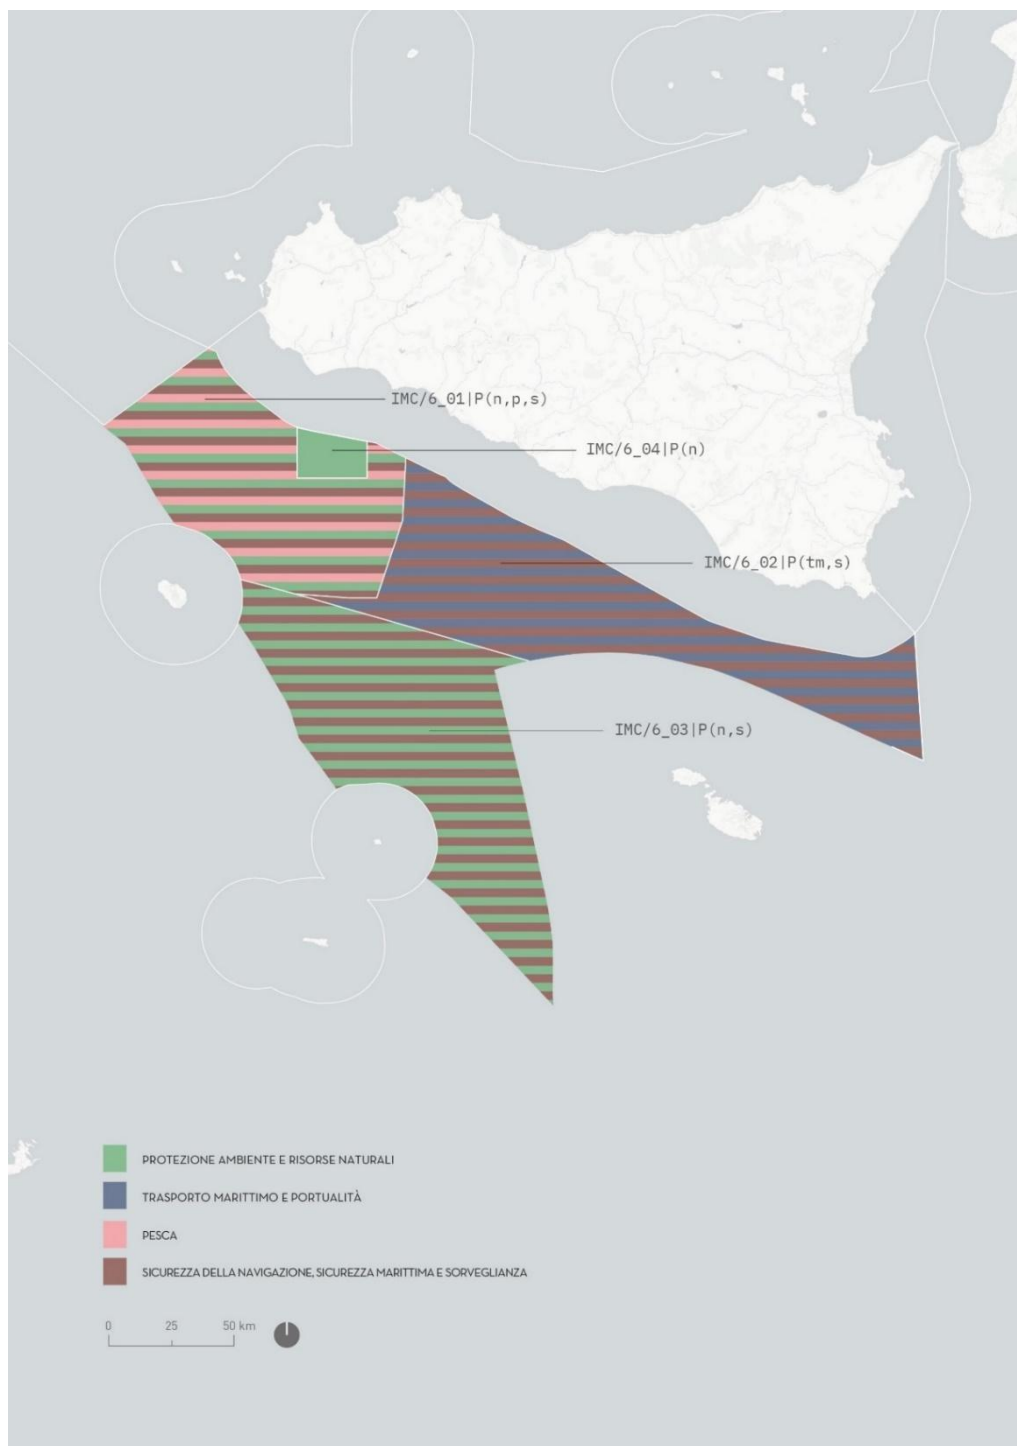 IMC/6_01|P(n,p,s)
IMC/6_04|P(n)
IMC/6_02|P(tm,s)
IMC/6_03|P(n,s)
PROTEZIONE AMBIENTE E RISORSE NATURALI
TRASPORTO MARITTIMO E PORTUALITÀ
PESCA
SICUREZZA DELLA NAVIGAZIONE, SICUREZZA MARITTIMA E SORVEGLIANZA
0 25 50 km